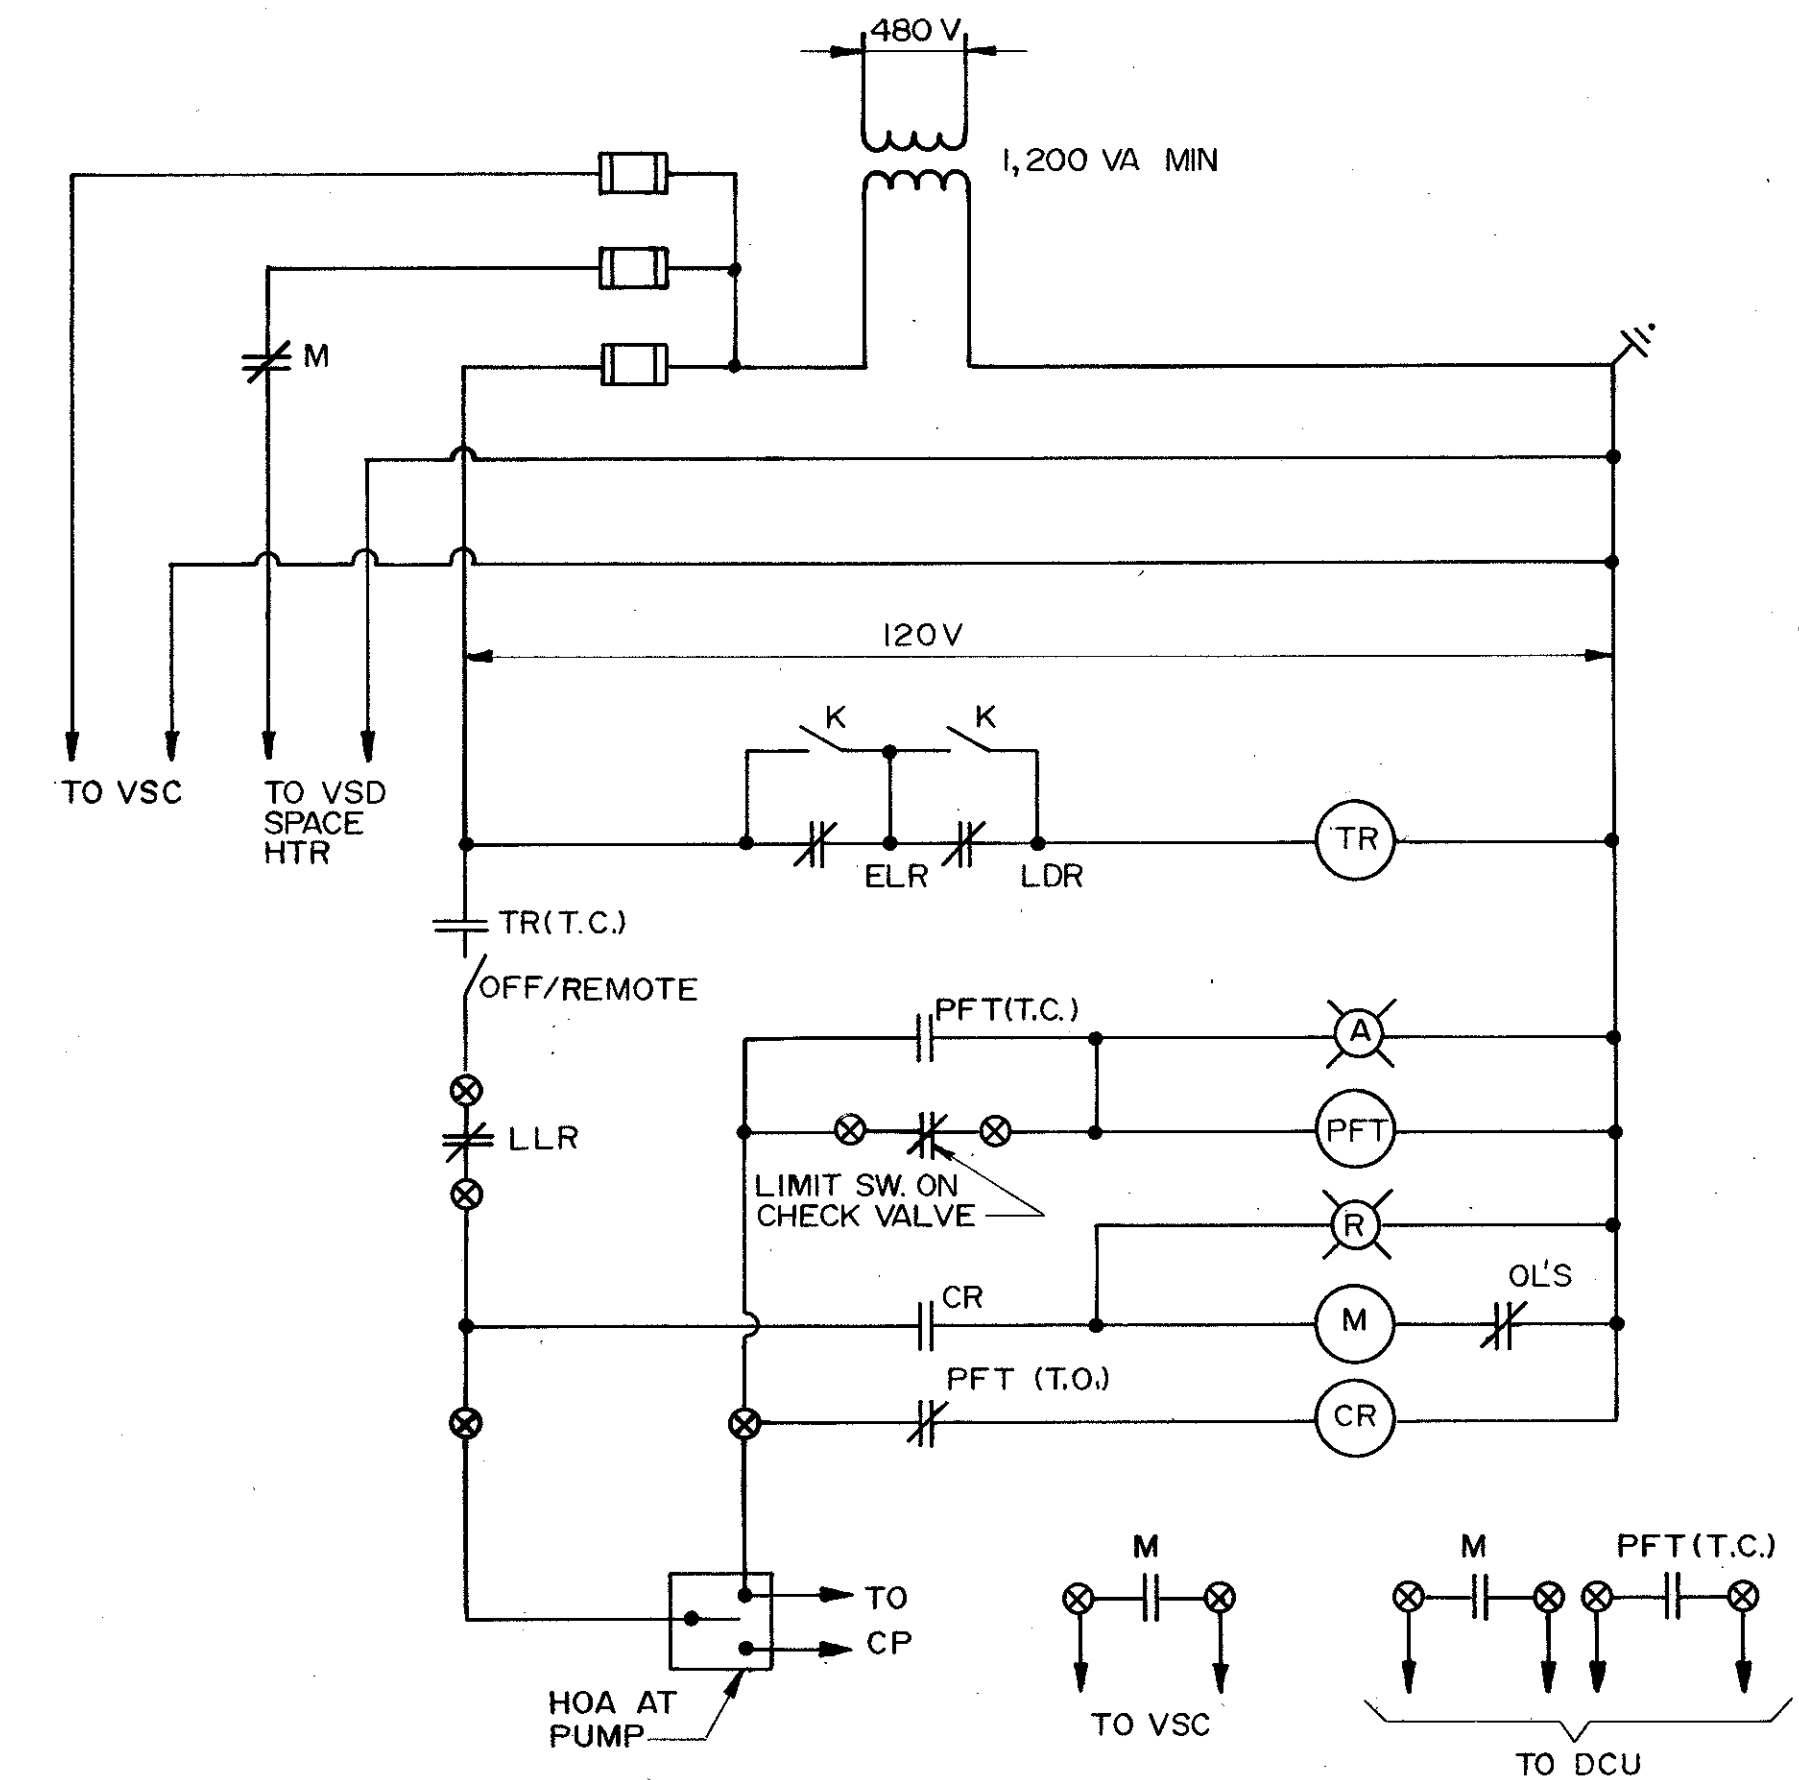 480 V
1,200 VA MIN
M
120V
K
K
TO VSC
TO VSD
SPACE
HTR
TR
ELR
LDR
TR(T.C.)
OFF/REMOTE
PFT(T.C.)
A
LLR
PFT
LIMIT SW. ON
CHECK VALVE
R
OL'S
CR
M
PFT (T.O.)
CR
M
M
PFT(T.C.)
TO
CP
HOA AT
PUMP
TO VSC
TO DCU